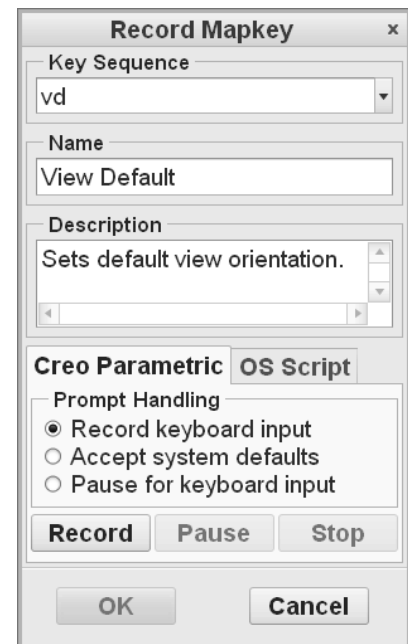 Record Mapkey x
Key Sequence
vd
Name
View Default
Description
Sets default view orientation.
Creo Parametric OS Script
Prompt Handling
Record keyboard input
Accept system defaults
Pause for keyboard input
Record Pause Stop
OK Cancel